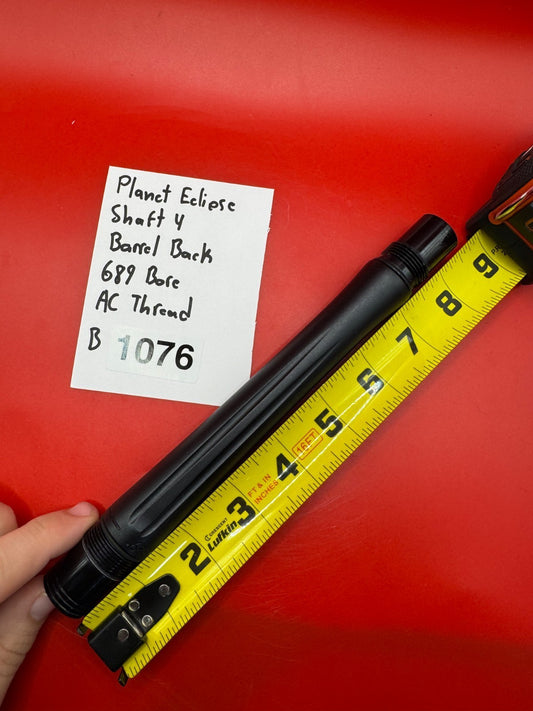 Planet Eclipse
Shaft 4
Barrel Back
689 Bore
AC Thread
B 1076
2
3
4
5
6
7
8
9
CRESCENT
Lufkin
FT & IN
INCHES
16FT